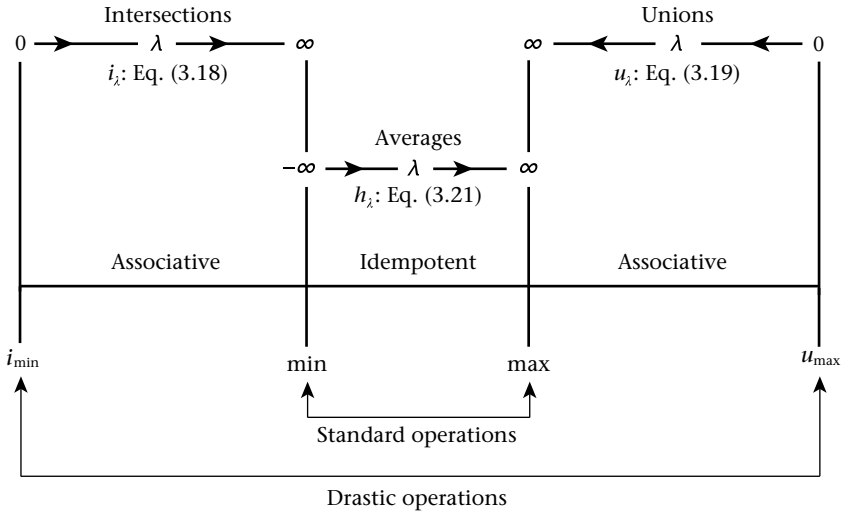 Intersections Unions
0 λ ∞ ∞ λ 0
i_λ: Eq. (3.18) u_λ: Eq. (3.19)
Averages
−∞ λ ∞
h_λ: Eq. (3.21)
Associative Idempotent Associative
i_min min max u_max
Standard operations
Drastic operations